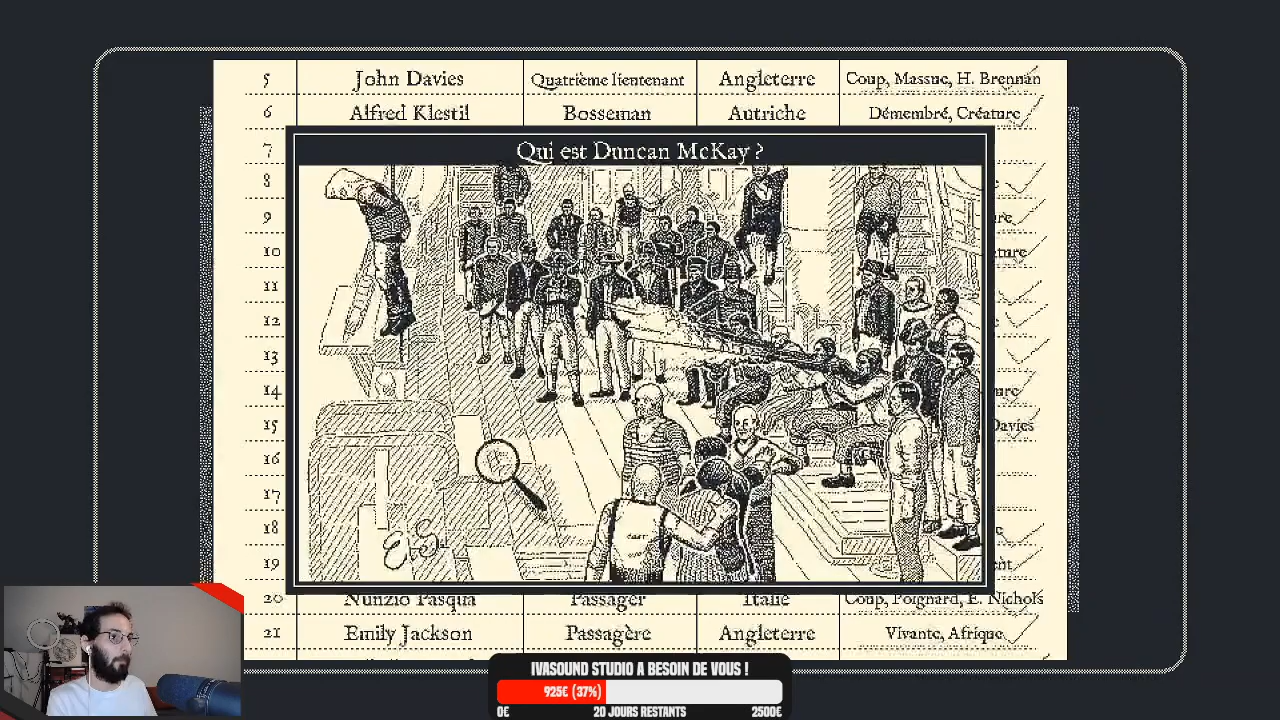 5 John Davies Quatrième lieutenant Angleterre Coup, Massue, H. Brennan
6 Alfred Klestil Bosseman Autriche Démembré, Créature
7
Qui est Duncan McKay ?
8
9
10
11
12
13
14
15 Davies
16
17
18
19
20 Nunzio Pasqua Passager Italie Coup, Poignard, E. Nichols
21 Emily Jackson Passagère Angleterre Vivante, Afrique
IVASOUND STUDIO A BESOIN DE VOUS !
925€ (37%)
0€ 20 JOURS RESTANTS 2500€